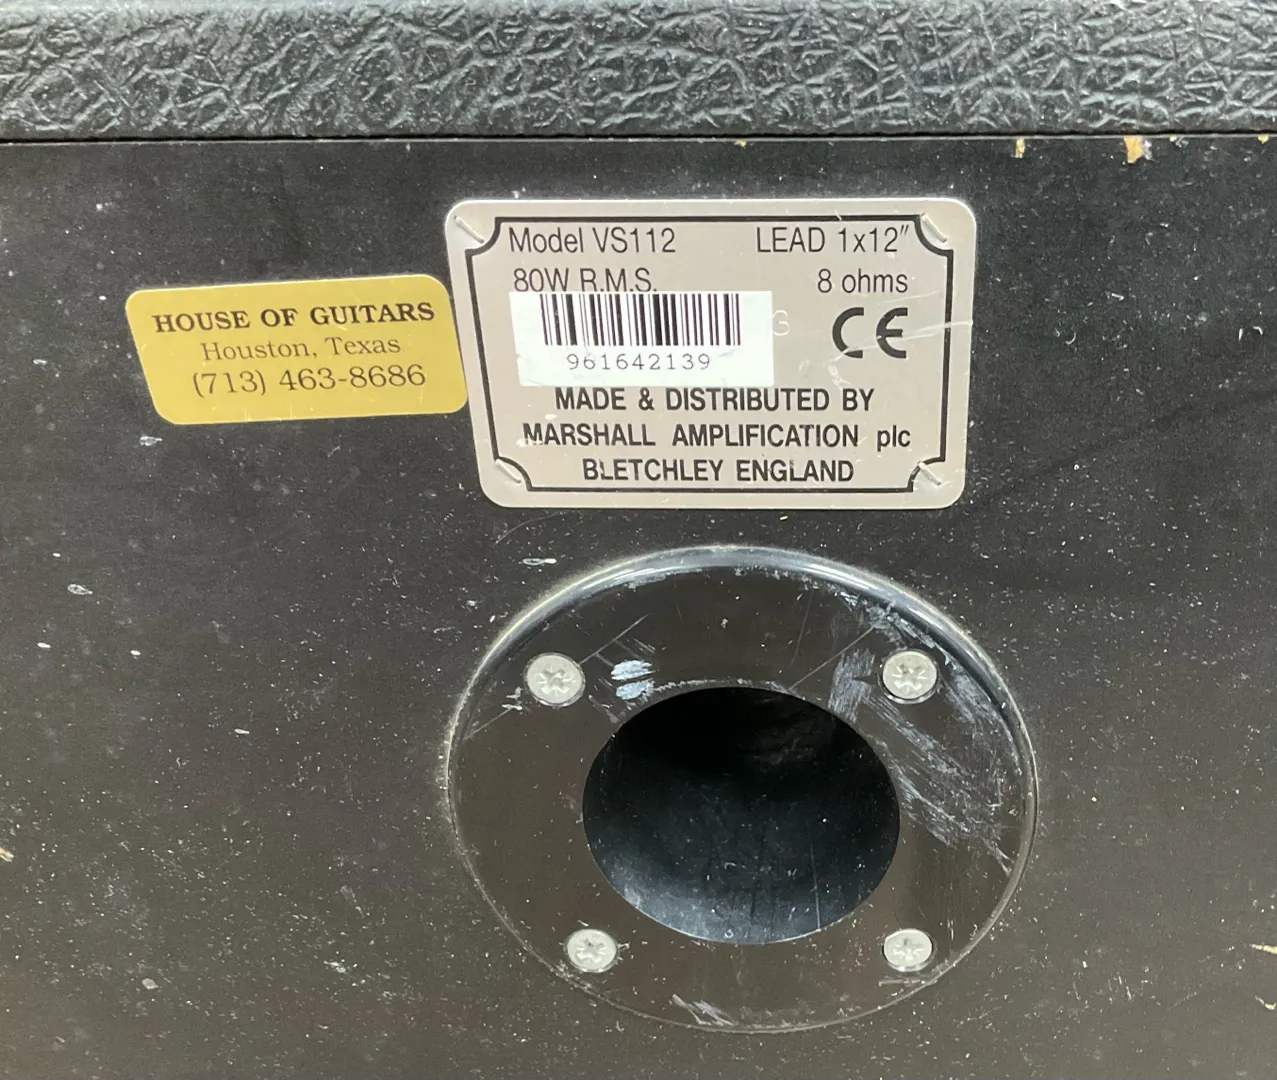 HOUSE OF GUITARS
Houston, Texas
(713) 463-8686
Model VS112 LEAD 1x12"
80W R.M.S. 8 ohms
G CE
961642139
MADE & DISTRIBUTED BY
MARSHALL AMPLIFICATION plc
BLETCHLEY ENGLAND